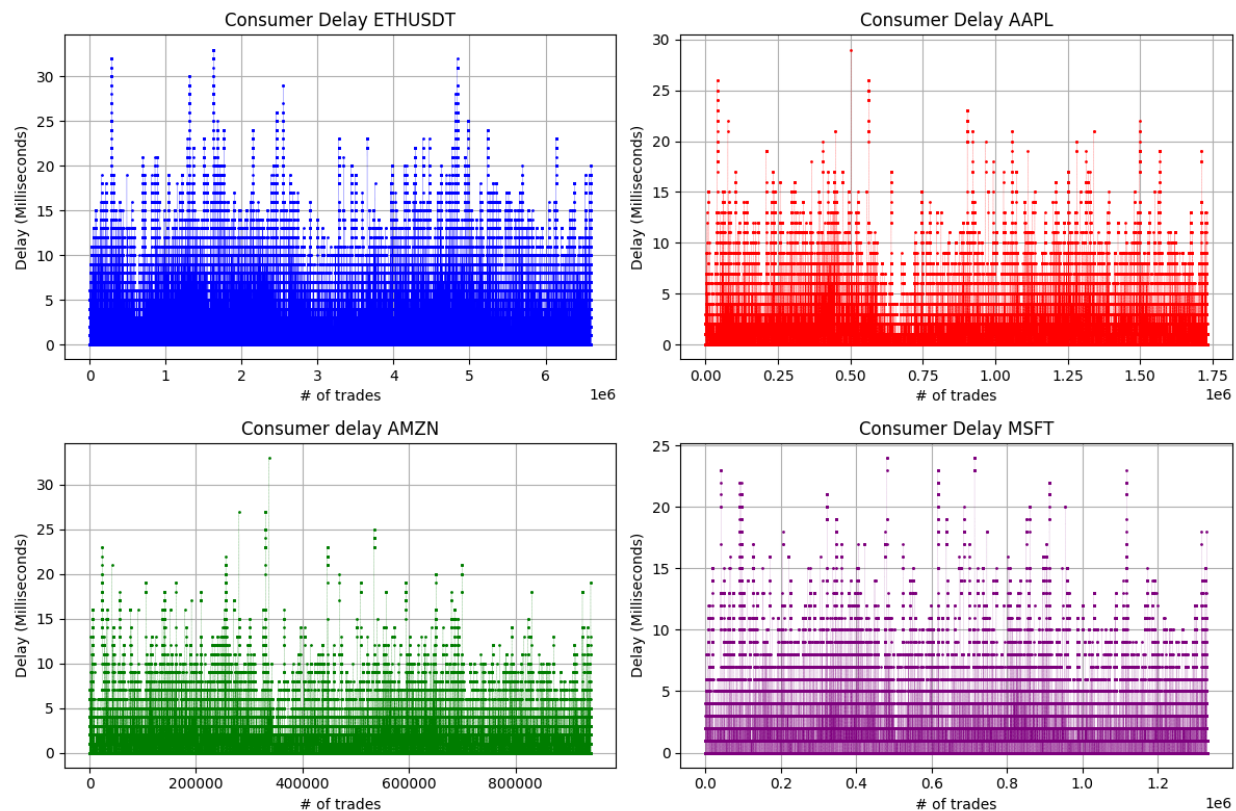 Consumer Delay ETHUSDT
Delay (Milliseconds)
30
25
20
15
10
5
0
0 1 2 3 4 5 6
# of trades 1e6
Consumer Delay AAPL
Delay (Milliseconds)
30
25
20
15
10
5
0
0.00 0.25 0.50 0.75 1.00 1.25 1.50 1.75
# of trades 1e6
Consumer delay AMZN
Delay (Milliseconds)
30
25
20
15
10
5
0
0 200000 400000 600000 800000
# of trades
Consumer Delay MSFT
Delay (Milliseconds)
25
20
15
10
5
0
0.0 0.2 0.4 0.6 0.8 1.0 1.2
# of trades 1e6